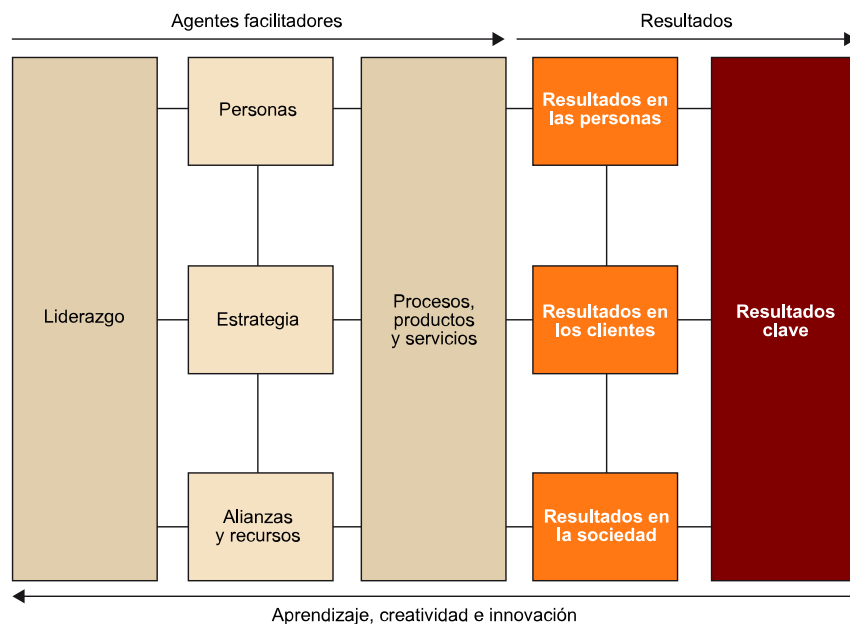 Agentes facilitadores
Resultados
Personas
Resultados en
las personas
Liderazgo
Estrategia
Procesos,
productos
y servicios
Resultados en
los clientes
Resultados
clave
Alianzas
y recursos
Resultados en
la sociedad
Aprendizaje, creatividad e innovación